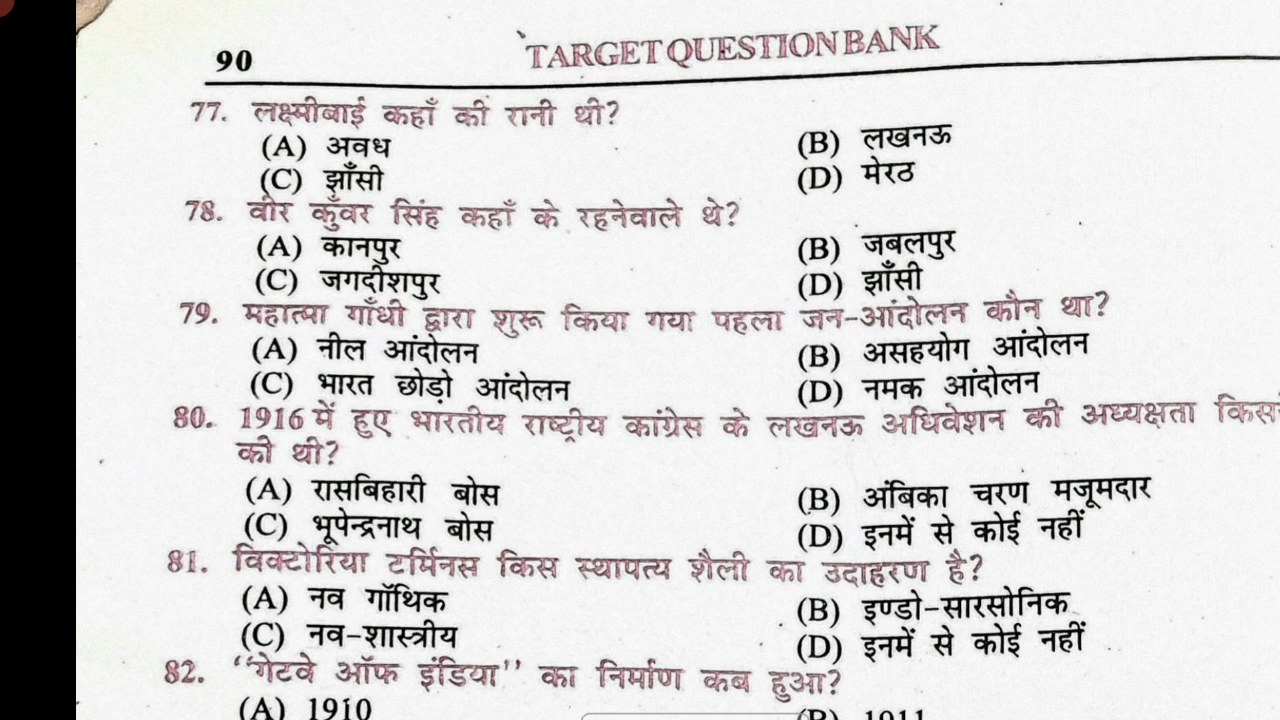 90 TARGET QUESTION BANK
77. लक्ष्मीबाई कहाँ की रानी थी?
(A) अवध (B) लखनऊ
(C) झाँसी (D) मेरठ
78. वीर कुँवर सिंह कहाँ के रहनेवाले थे?
(A) कानपुर (B) जबलपुर
(C) जगदीशपुर (D) झाँसी
79. महात्मा गाँधी द्वारा शुरू किया गया पहला जन-आंदोलन कौन था?
(A) नील आंदोलन (B) असहयोग आंदोलन
(C) भारत छोड़ो आंदोलन (D) नमक आंदोलन
80. 1916 में हुए भारतीय राष्ट्रीय कांग्रेस के लखनऊ अधिवेशन की अध्यक्षता
की थी?
(A) रासबिहारी बोस (B) अंबिका चरण मजूमदार
(C) भूपेन्द्रनाथ बोस (D) इनमें से कोई नहीं
81. विक्टोरिया टर्मिनस किस स्थापत्य शैली का उदाहरण है?
(A) नव गॉथिक (B) इण्डो-सारसोनिक
(C) नव-शास्त्रीय (D) इनमें से कोई नहीं
82. “गेटवे ऑफ इंडिया” का निर्माण कब हुआ?
(A) 1910 (B) 1911